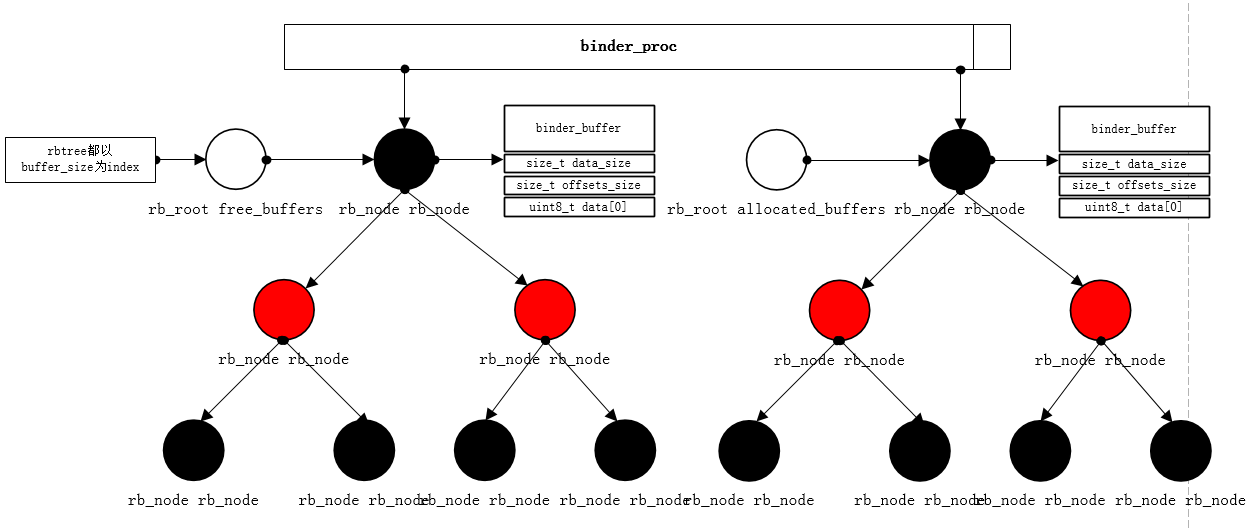 binder_proc
rbtree都以
buffer_size为index
rb_root free_buffers
rb_node rb_node
binder_buffer
size_t data_size
size_t offsets_size
uint8_t data[0]
rb_root allocated_buffers
rb_node rb_node
binder_buffer
size_t data_size
size_t offsets_size
uint8_t data[0]
rb_node rb_node
rb_node rb_node
rb_node rb_node
rb_node rb_node
rb_node rb_node
rb_node rb_node
rb_node rb_node
rb_node rb_node
rb_node rb_node
rb_node rb_node
rb_node rb_node
rb_node rb_node